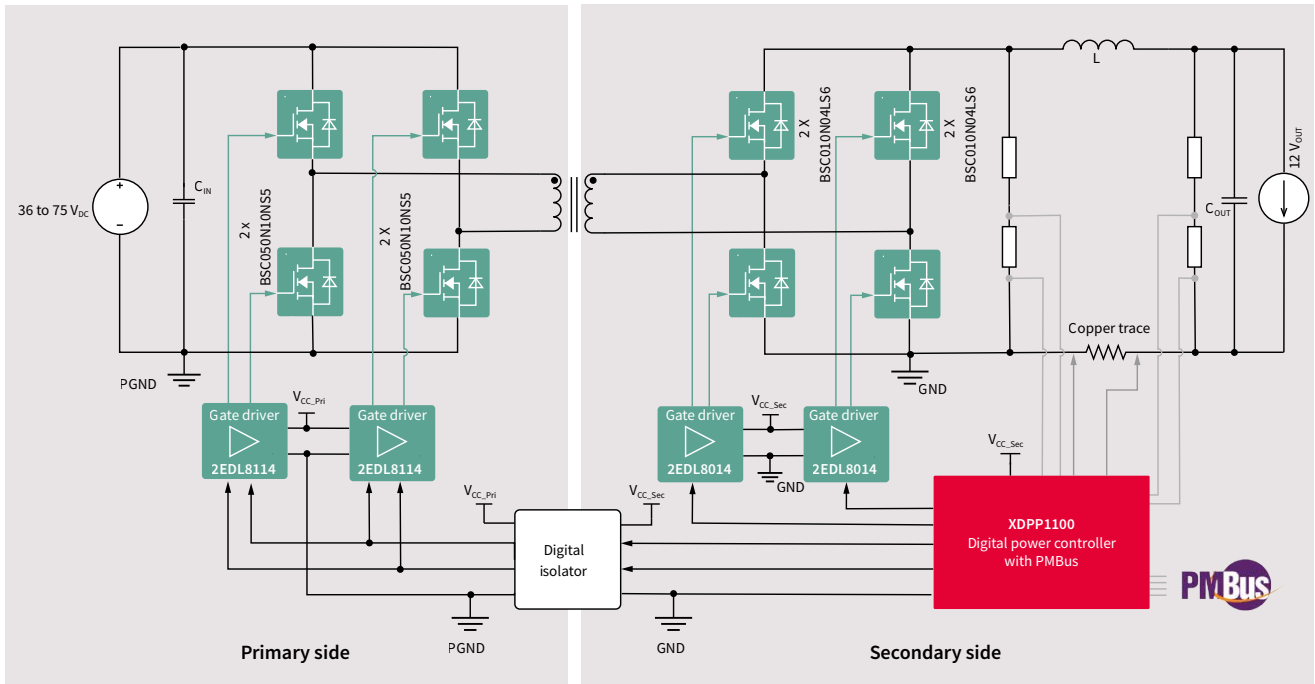 2 X
BSC010N04LS6
2 X
BSC010N04LS6
L
+
−
36 to 75 V_DC
C_IN
2 x
BSC050N10NS5
2 X
BSC050N10NS5
12 V_OUT
C_OUT
Copper trace
PGND
GND
V_CC_Pri
Gate driver
2EDL8114
Gate driver
2EDL8114
V_CC_Sec
Gate driver
2EDL8014
Gate driver
2EDL8014
GND
V_CC_Sec
V_CC_Pri
V_CC_Sec
Digital
isolator
XDPP1100
Digital power controller
with PMBus
PMBus
PGND
GND
Primary side
Secondary side